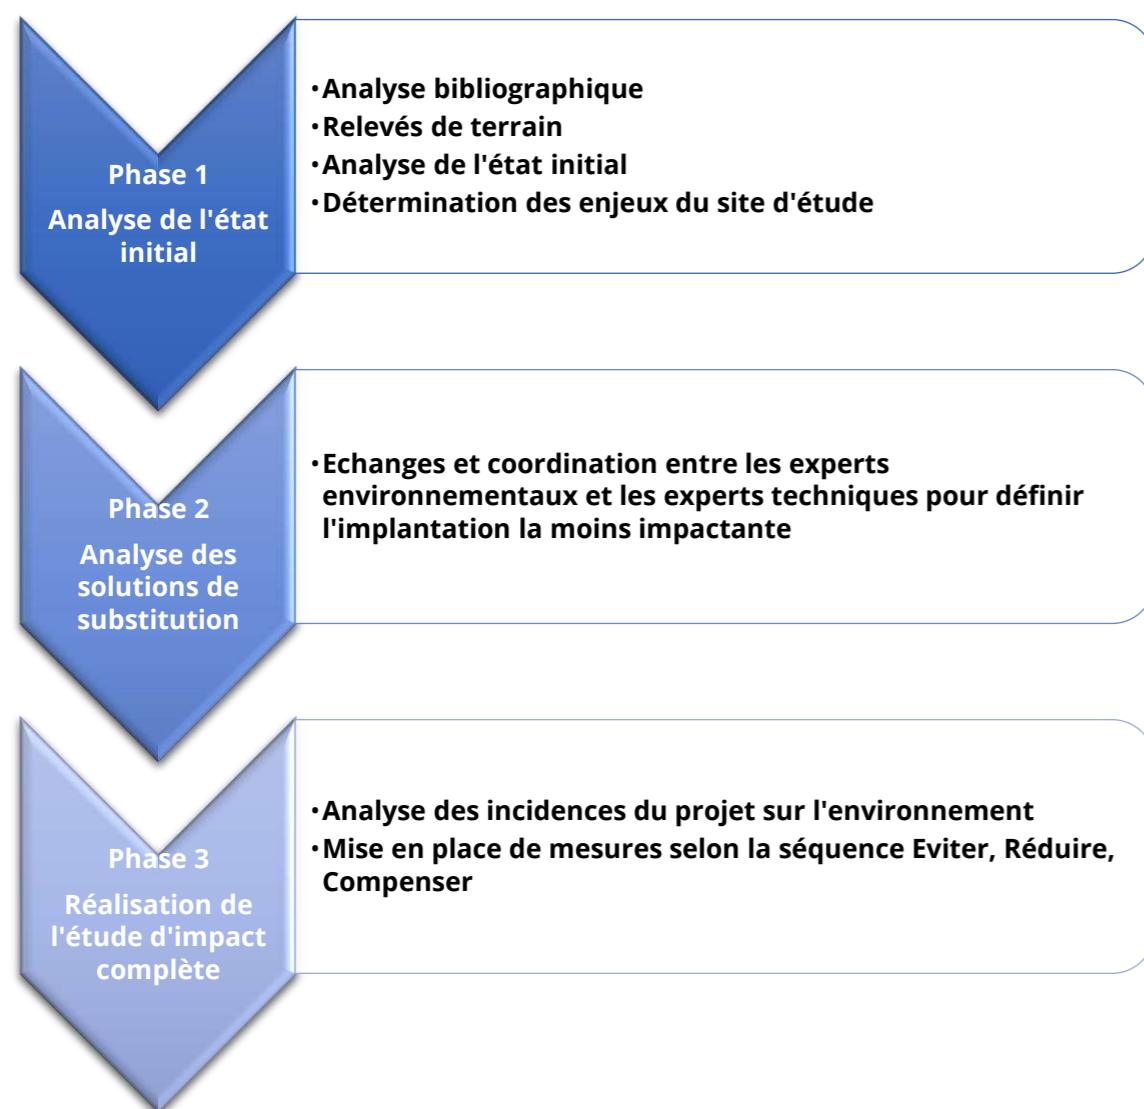 Phase 1
Analyse de l'état
initial
•Analyse bibliographique
•Relevés de terrain
•Analyse de l'état initial
•Détermination des enjeux du site d'étude
Phase 2
Analyse des
solutions de
substitution
•Echanges et coordination entre les experts
environnementaux et les experts techniques pour définir
l'implantation la moins impactante
Phase 3
Réalisation de
l'étude d'impact
complète
•Analyse des incidences du projet sur l'environnement
•Mise en place de mesures selon la séquence Eviter, Réduire,
Compenser